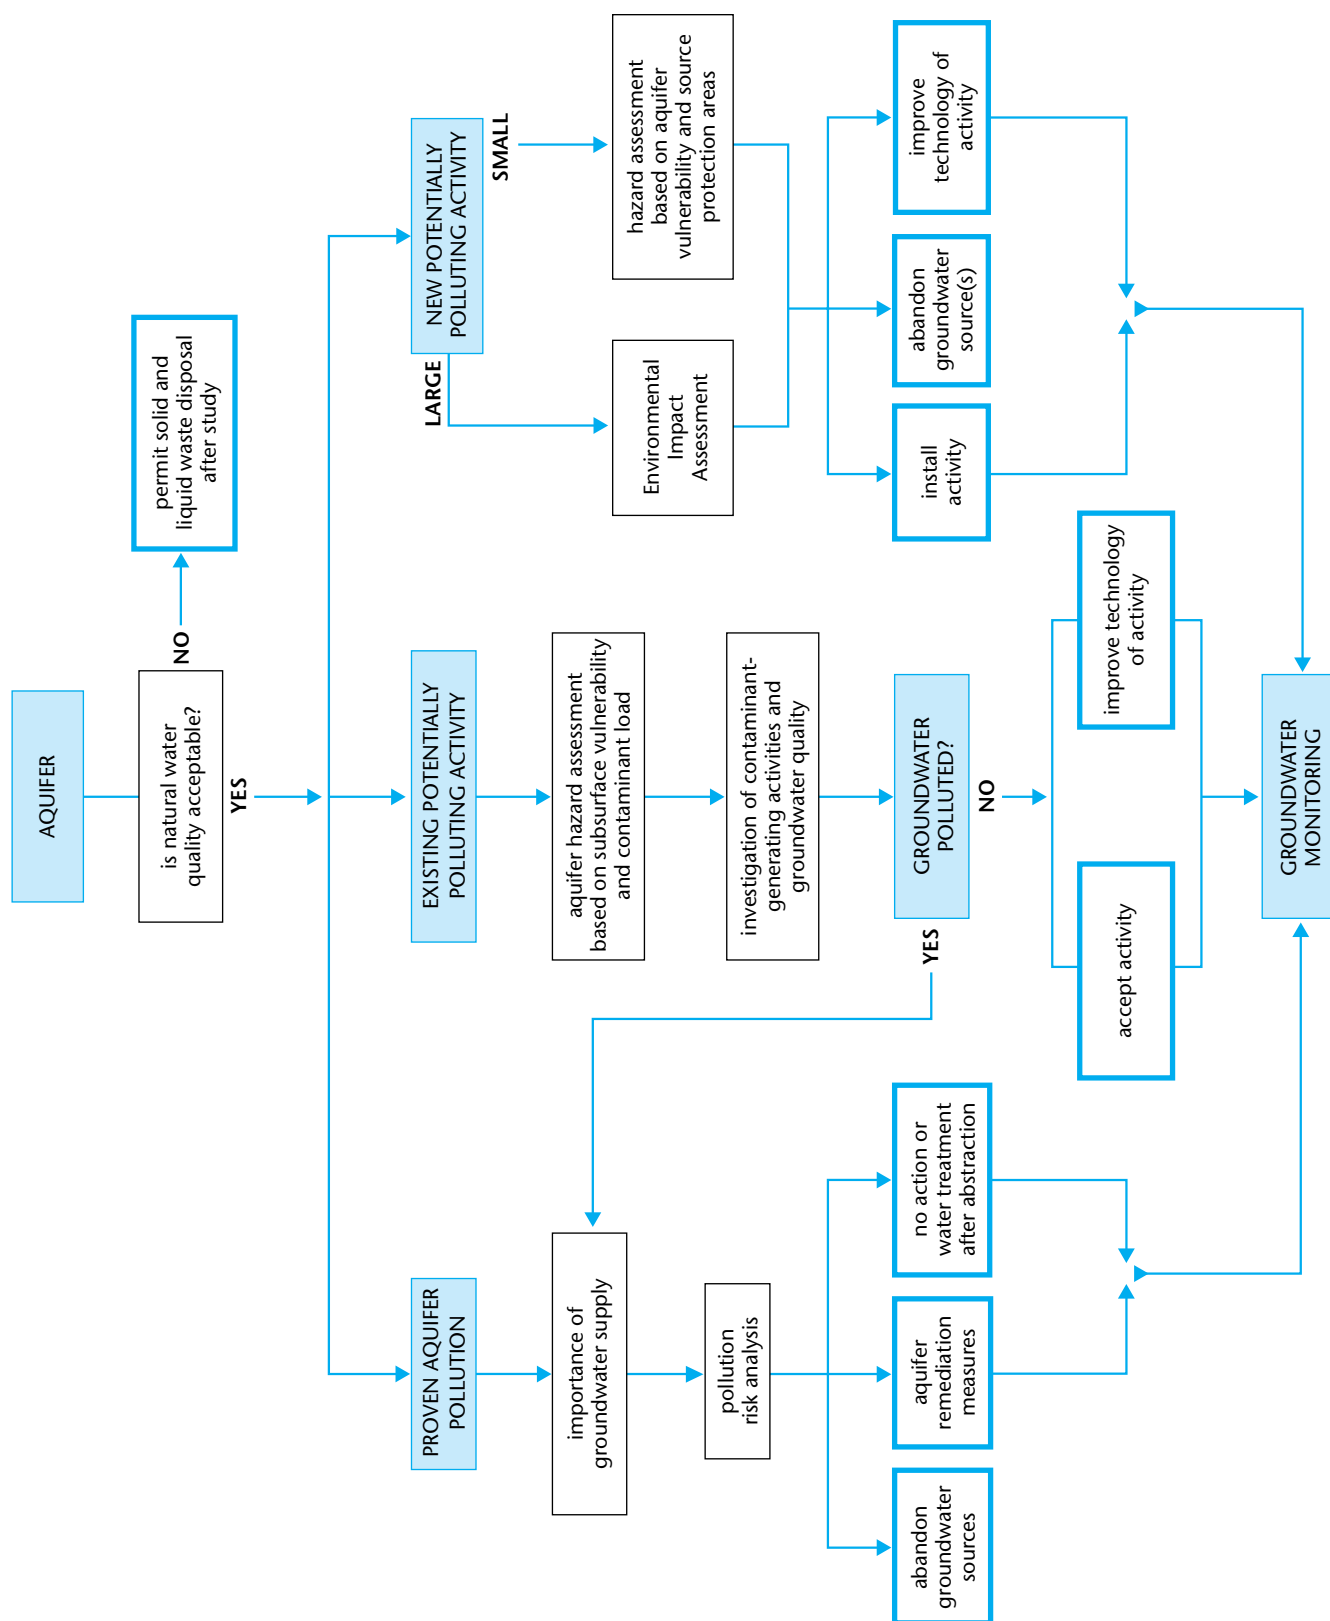 AQUIFER
is natural water
quality acceptable?
NO
permit solid and
liquid waste disposal
after study
YES
PROVEN AQUIFER
POLLUTION
EXISTING POTENTIALLY
POLLUTING ACTIVITY
NEW POTENTIALLY
POLLUTING ACTIVITY
LARGE
SMALL
importance of
groundwater supply
aquifer hazard assessment
based on subsurface vulnerability
and contaminant load
Environmental
Impact
Assessment
hazard assessment
based on aquifer
vulnerability and source
protection areas
pollution
risk analysis
investigation of contaminant-
generating activities and
groundwater quality
abandon
groundwater
sources
aquifer
remediation
measures
no action or
water treatment
after abstraction
YES
GROUNDWATER
POLLUTED?
NO
install
activity
abandon
groundwater
source(s)
improve
technology of
activity
accept activity
improve technology
of activity
GROUNDWATER
MONITORING